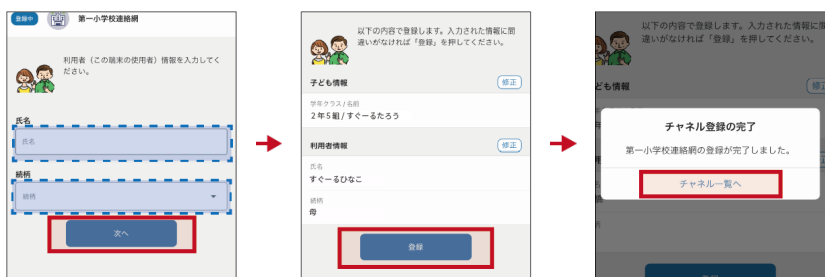 登録中
第一小学校連絡網
利用者（この端末の使用者）情報を入力してく
ださい。
氏名
氏名
続柄
続柄
次へ
以下の内容で登録します。入力された情報に間
違いがなければ「登録」を押してください。
子ども情報
修正
学年クラス/名前
2年5組/すぐーるたろう
利用者情報
修正
氏名
すぐーるひなこ
続柄
母
登録
以下の内容で登録します。入力された情報に間
違いがなければ「登録」を押してください。
ども情報
チャネル登録の完了
第一小学校連絡網の登録が完了しました。
チャネル一覧へ
登録